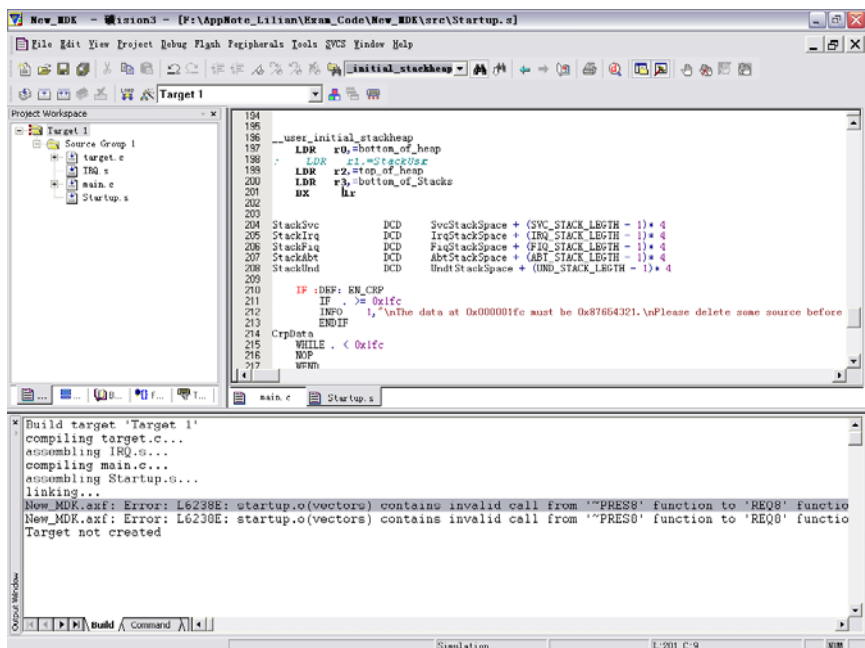 New_MDK - µVision3 - [F:\AppNote_Lilian\Exam_Code\New_MDK\src\Startup.s]
File Edit View Project Debug Flash Peripherals Tools SVCS Window Help
_initial_stackheap
Target 1
Project Workspace
Target 1
Source Group 1
target.c
IRQ.s
main.c
Startup.s
194
195
196 __user_initial_stackheap
197 LDR r0,=bottom_of_heap
198 ; LDR r1,=StackUsr
199 LDR r2,=top_of_heap
200 LDR r3,=bottom_of_Stacks
201 BX lr
202
203
204 StackSvc DCD SvcStackSpace + (SVC_STACK_LEGTH - 1)* 4
205 StackIrq DCD IrqStackSpace + (IRQ_STACK_LEGTH - 1)* 4
206 StackFiq DCD FiqStackSpace + (FIQ_STACK_LEGTH - 1)* 4
207 StackAbt DCD AbtStackSpace + (ABT_STACK_LEGTH - 1)* 4
208 StackUnd DCD UndtStackSpace + (UND_STACK_LEGTH - 1)* 4
209
210 IF :DEF: EN_CRP
211 IF . >= 0x1fc
212 INFO 1,"\nThe data at 0x000001fc must be 0x87654321.\nPlease delete some source before
213 ENDIF
214 CrpData
215 WHILE . < 0x1fc
216 NOP
217 WEND
... B... F... T...
main.c Startup.s
Build target 'Target 1'
compiling target.c...
assembling IRQ.s...
compiling main.c...
assembling Startup.s...
linking...
New_MDK.axf: Error: L6238E: startup.o(vectors) contains invalid call from '~PRES8' function to 'REQ8' functio
New_MDK.axf: Error: L6238E: startup.o(vectors) contains invalid call from '~PRES8' function to 'REQ8' functio
Target not created
Output Window
Build Command
Simulation L:201 C:9 NUM